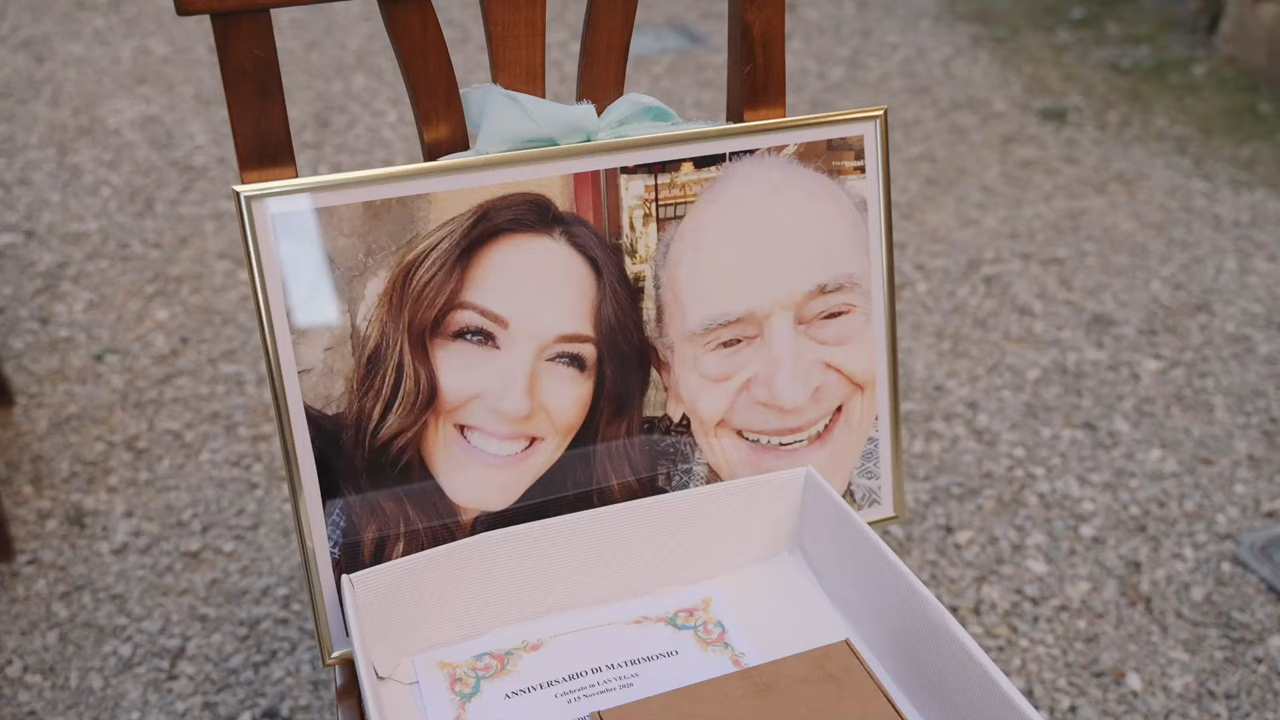 ANNIVERSARIO DI MATRIMONIO
Celebrato in LAS VEGAS
il 15 Novembre 2020